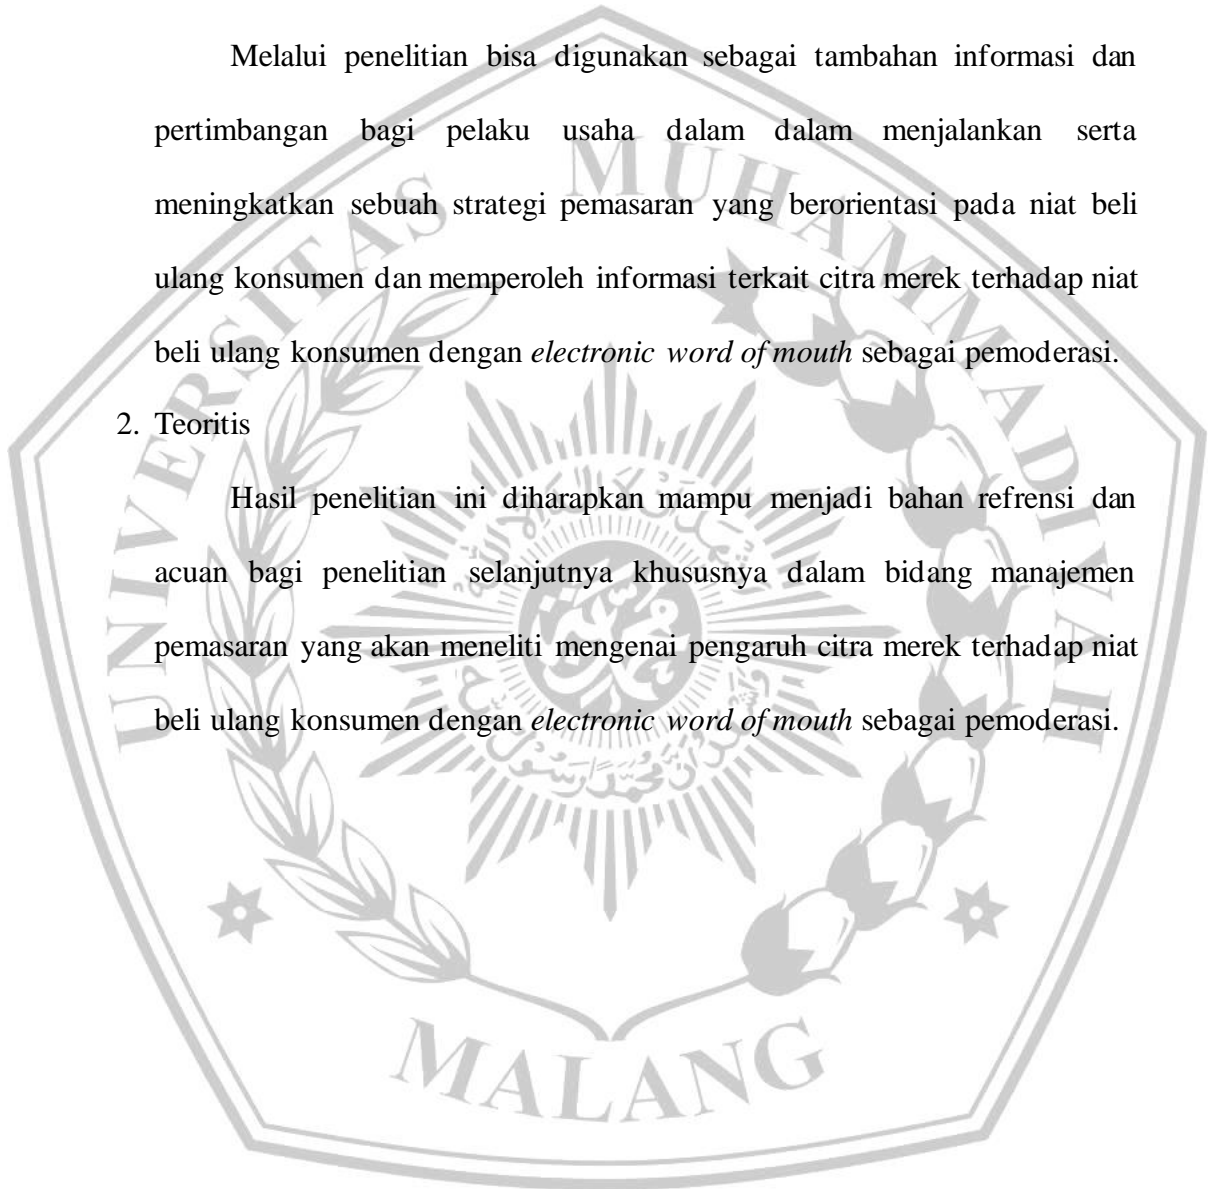 Melalui penelitian bisa digunakan sebagai tambahan informasi dan
pertimbangan bagi pelaku usaha dalam dalam menjalankan serta
meningkatkan sebuah strategi pemasaran yang berorientasi pada niat beli
ulang konsumen dan memperoleh informasi terkait citra merek terhadap niat
beli ulang konsumen dengan electronic word of mouth sebagai pemoderasi.
2. Teoritis
Hasil penelitian ini diharapkan mampu menjadi bahan refrensi dan
acuan bagi penelitian selanjutnya khususnya dalam bidang manajemen
pemasaran yang akan meneliti mengenai pengaruh citra merek terhadap niat
beli ulang konsumen dengan electronic word of mouth sebagai pemoderasi.
UNIVERSITAS MUHAMMADIYAH
MALANG